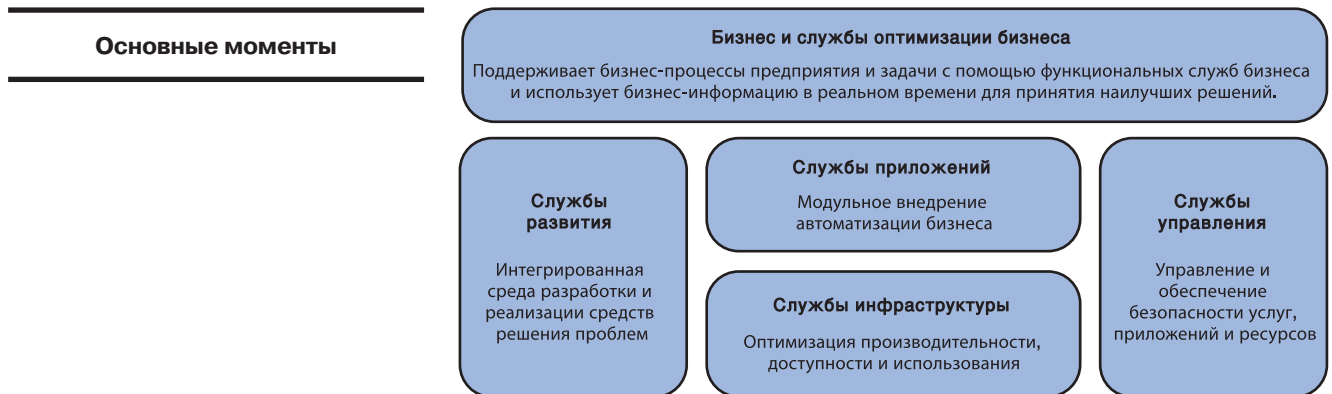 Основные моменты
Бизнес и службы оптимизации бизнеса
Поддерживает бизнес-процессы предприятия и задачи с помощью функциональных служб бизнеса
и использует бизнес-информацию в реальном времени для принятия наилучших решений.
Службы
развития
Интегрированная
среда разработки и
реализации средств
решения проблем
Службы приложений
Модульное внедрение
автоматизации бизнеса
Службы инфраструктуры
Оптимизация производительности,
доступности и использования
Службы
управления
Управление и
обеспечение
безопасности услуг,
приложений и ресурсов